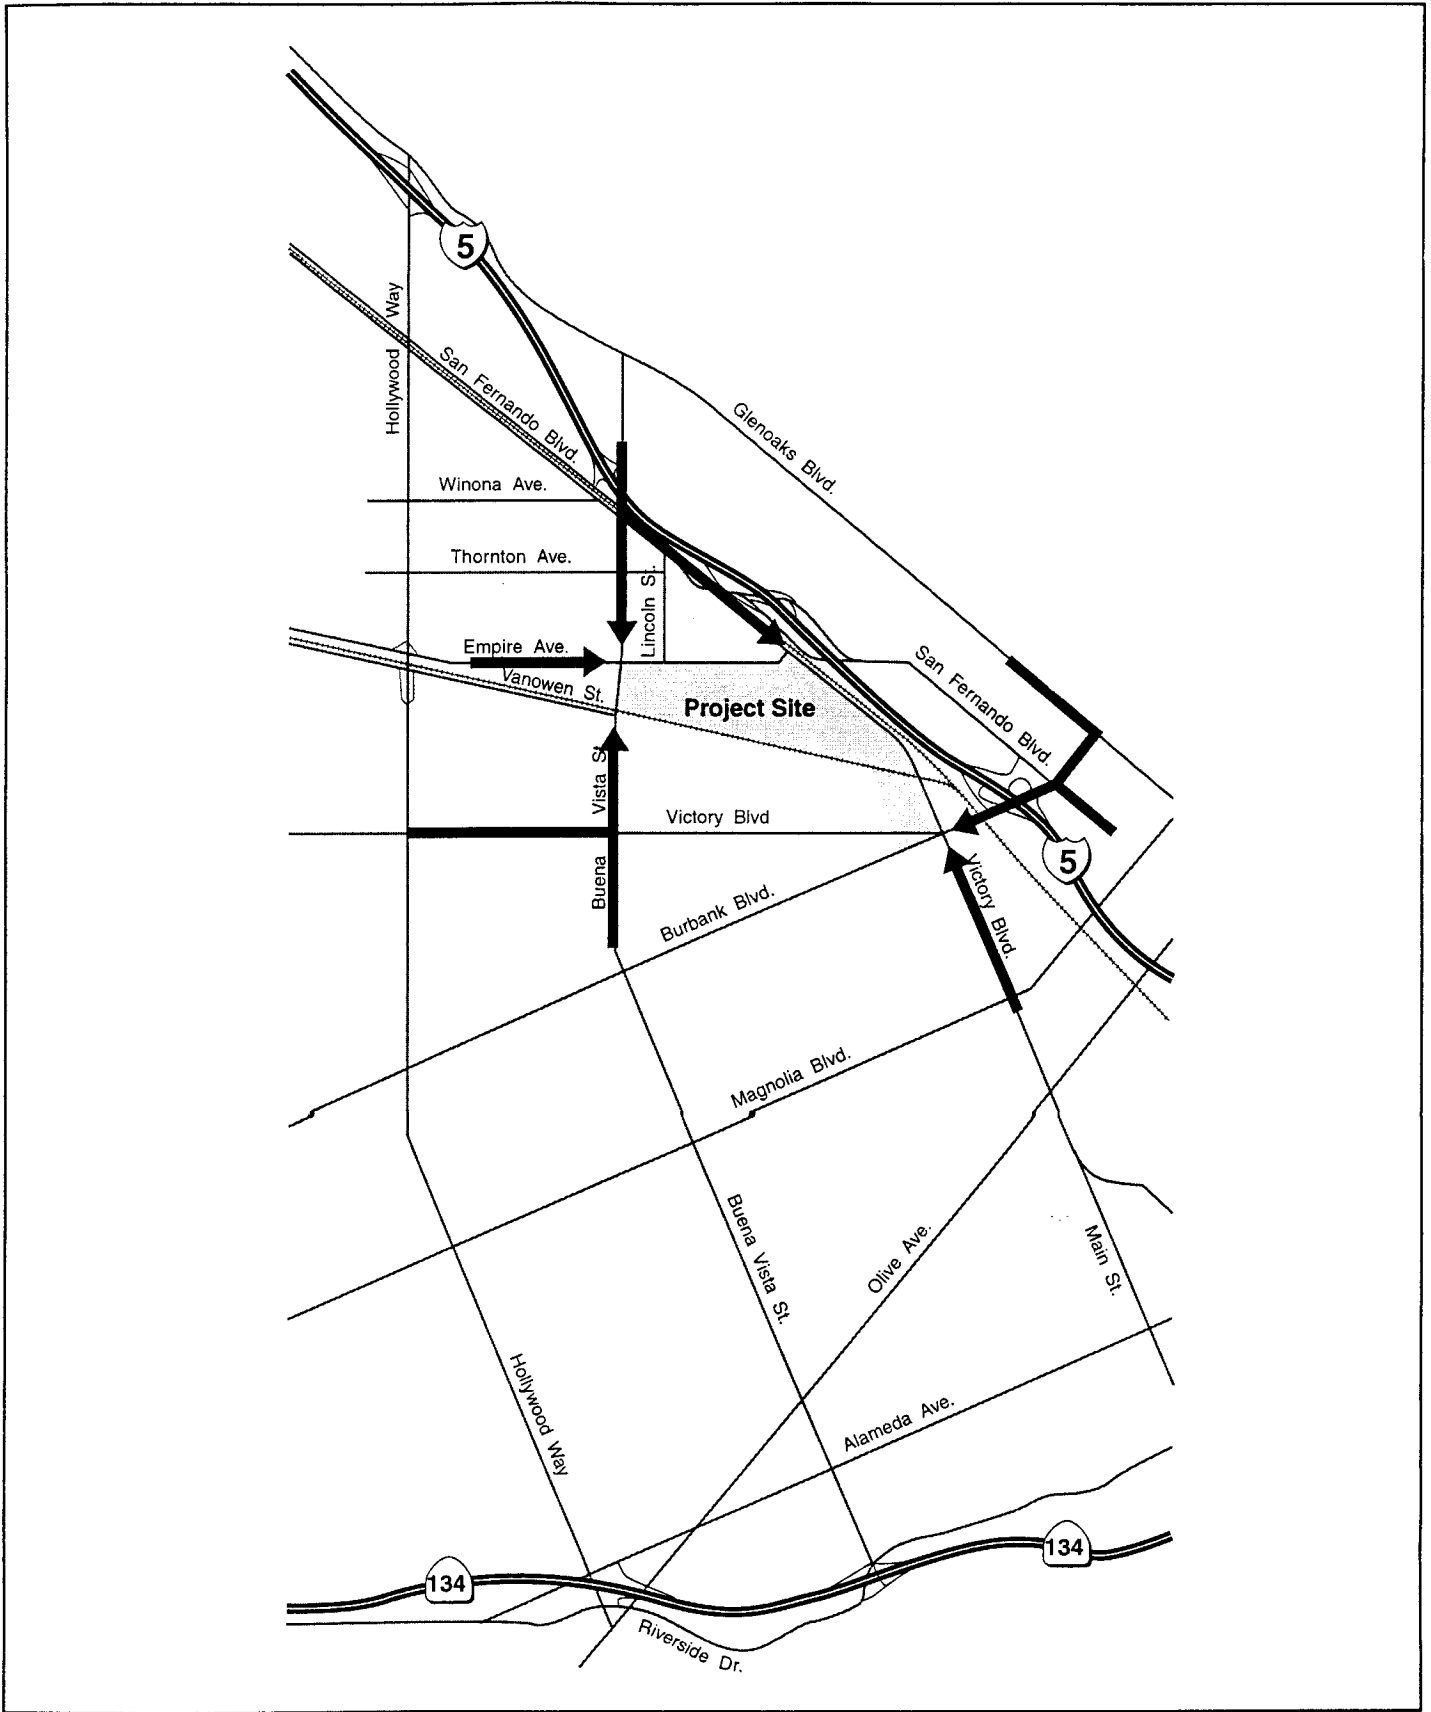 5
Hollywood Way
San Fernando Blvd.
Glenoaks Blvd.
Winona Ave.
Thornton Ave.
Lincoln St.
Empire Ave.
Vanowen St.
San Fernando Blvd.
Project Site
Buena Vista St
Victory Blvd
5
Victory Blvd.
Burbank Blvd.
Magnolia Blvd.
Buena Vista St.
Olive Ave.
Main St.
Hollywood Way
Alameda Ave.
134
134
Riverside Dr.